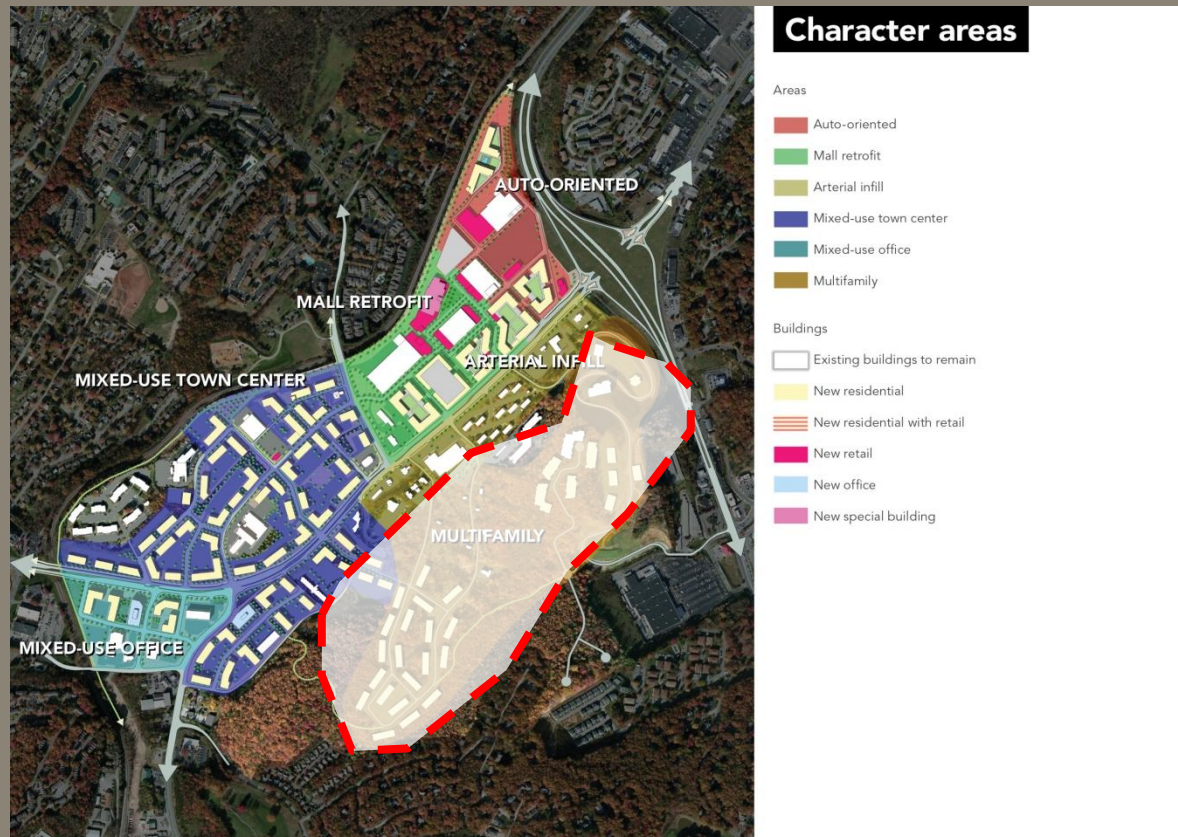 Character areas
Areas
Auto-oriented
Mall retrofit
Arterial infill
Mixed-use town center
Mixed-use office
Multifamily
Buildings
Existing buildings to remain
New residential
New residential with retail
New retail
New office
New special building
AUTO-ORIENTED
MALL RETROFIT
ARTERIAL INFILL
MIXED-USE TOWN CENTER
MULTIFAMILY
MIXED-USE OFFICE